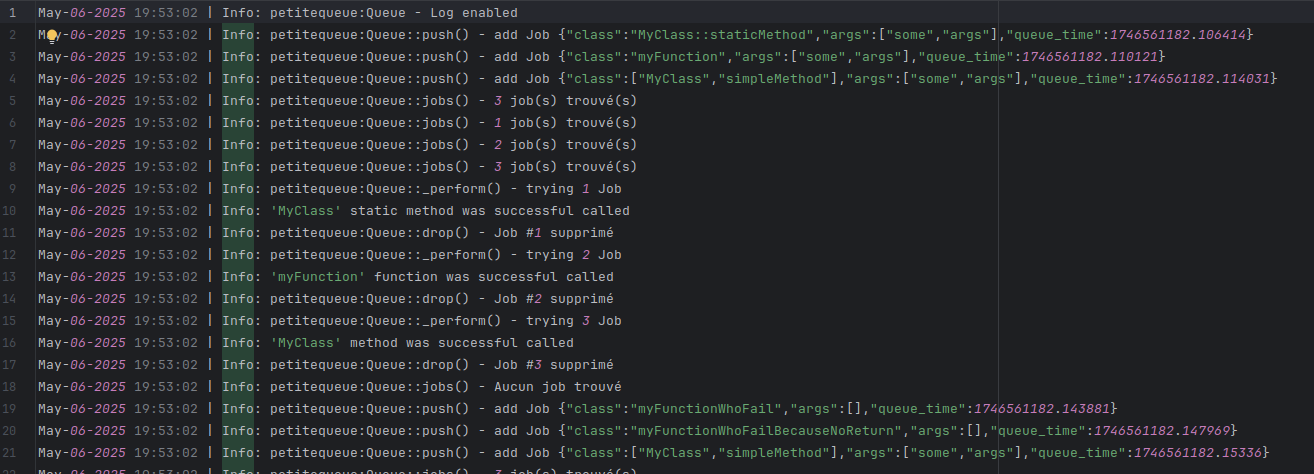 1 May-06-2025 19:53:02 | Info: petitequeue:Queue - Log enabled
2 May-06-2025 19:53:02 | Info: petitequeue:Queue::push() - add Job {"class":"MyClass::staticMethod","args":["some","args"],"queue_time":1746561182.106414}
3 May-06-2025 19:53:02 | Info: petitequeue:Queue::push() - add Job {"class":"myFunction","args":["some","args"],"queue_time":1746561182.110121}
4 May-06-2025 19:53:02 | Info: petitequeue:Queue::push() - add Job {"class":["MyClass","simpleMethod"],"args":["some","args"],"queue_time":1746561182.114031}
5 May-06-2025 19:53:02 | Info: petitequeue:Queue::jobs() - 3 job(s) trouvé(s)
6 May-06-2025 19:53:02 | Info: petitequeue:Queue::jobs() - 1 job(s) trouvé(s)
7 May-06-2025 19:53:02 | Info: petitequeue:Queue::jobs() - 2 job(s) trouvé(s)
8 May-06-2025 19:53:02 | Info: petitequeue:Queue::jobs() - 3 job(s) trouvé(s)
9 May-06-2025 19:53:02 | Info: petitequeue:Queue::_perform() - trying 1 Job
10 May-06-2025 19:53:02 | Info: 'MyClass' static method was successful called
11 May-06-2025 19:53:02 | Info: petitequeue:Queue::drop() - Job #1 supprimé
12 May-06-2025 19:53:02 | Info: petitequeue:Queue::_perform() - trying 2 Job
13 May-06-2025 19:53:02 | Info: 'myFunction' function was successful called
14 May-06-2025 19:53:02 | Info: petitequeue:Queue::drop() - Job #2 supprimé
15 May-06-2025 19:53:02 | Info: petitequeue:Queue::_perform() - trying 3 Job
16 May-06-2025 19:53:02 | Info: 'MyClass' method was successful called
17 May-06-2025 19:53:02 | Info: petitequeue:Queue::drop() - Job #3 supprimé
18 May-06-2025 19:53:02 | Info: petitequeue:Queue::jobs() - Aucun job trouvé
19 May-06-2025 19:53:02 | Info: petitequeue:Queue::push() - add Job {"class":"myFunctionWhoFail","args":[],"queue_time":1746561182.143881}
20 May-06-2025 19:53:02 | Info: petitequeue:Queue::push() - add Job {"class":"myFunctionWhoFailBecauseNoReturn","args":[],"queue_time":1746561182.147969}
21 May-06-2025 19:53:02 | Info: petitequeue:Queue::push() - add Job {"class":["MyClass","simpleMethod"],"args":["some","args"],"queue_time":1746561182.15336}
22 May-06-2025 19:53:02 | Info: petitequeue:Queue::jobs() - 3 job(s) trouvé(s)